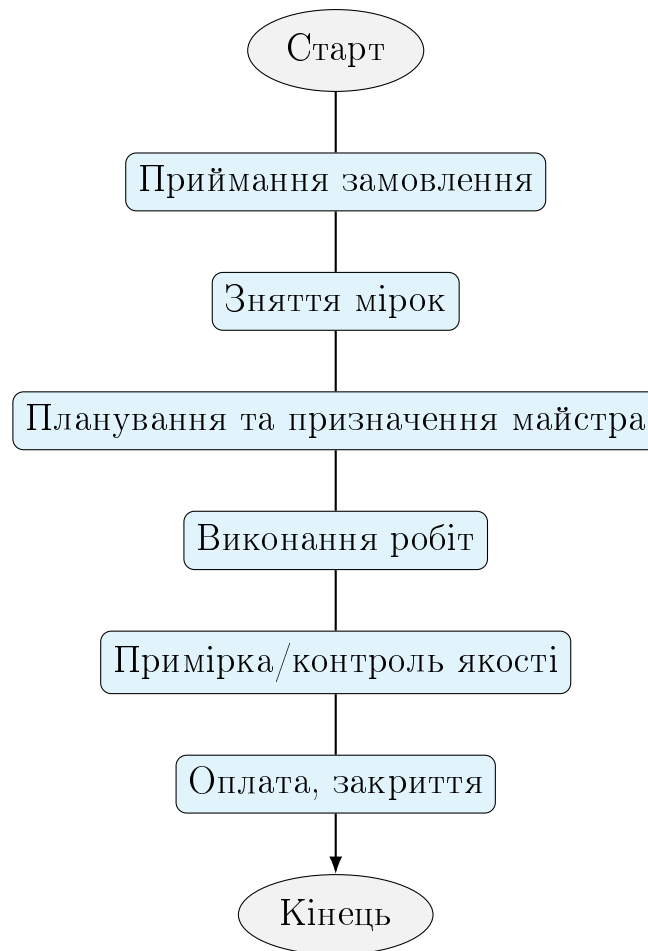 Старт
Приймання замовлення
Зняття мірок
Планування та призначення майстра
Виконання робіт
Примірка/контроль якості
Оплата, закриття
Кінець